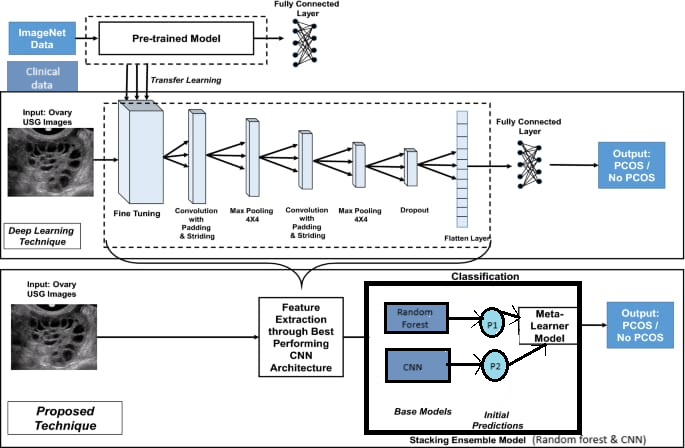 Fully Connected
Layer
ImageNet
Data
Pre-trained Model
Clinical
data
Transfer Learning
Input: Ovary
USG Images
Fully Connected
Layer
Output:
PCOS /
No PCOS
Fine Tuning
Convolution
with
Padding
& Striding
Max Pooling
4X4
Convolution
with
Padding
& Striding
Max Pooling
4X4
Dropout
Flatten Layer
Deep Learning
Technique
Classification
Input: Ovary
USG Images
Feature
Extraction
through Best
Performing
CNN
Architecture
Random
Forest
P1
Meta-
Learner
Model
CNN
P2
Output:
PCOS /
No PCOS
Base Models
Initial
Predictions
Proposed
Technique
Stacking Ensemble Model (Random forest & CNN)